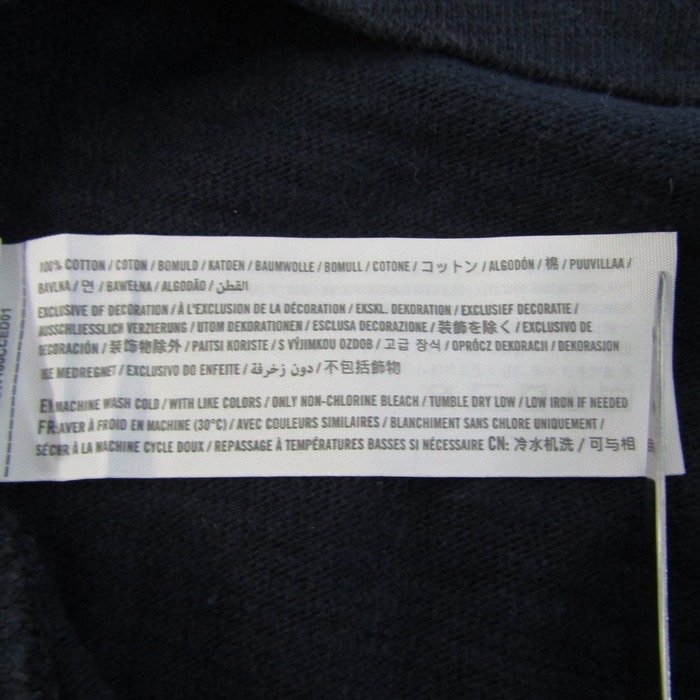 100% COTTON / COTON / BOMULD / KATOEN / BAUMWOLLE / BOMULL / COTONE / コットン / ALGODÓN / 棉 / PUUVILLAA /
BAVLNA / 면 / BAWEŁNA / ALGODÃO / القطن
EXCLUSIVE OF DECORATION / À L'EXCLUSION DE LA DÉCORATION / EKSKL. DEKORATION / EXCLUSIEF DECORATIE /
AUSSCHLIESSLICH VERZIERUNG / UTOM DEKORATIONEN / ESCLUSA DECORAZIONE / 装飾を除く / EXCLUSIVO DE
DECORACIÓN / 装饰物除外 / PAITSI KORISTE / S VÝJIMKOU OZDOB / 고급 장식 / OPRÓCZ DEKORACJI / DEKORASJON
IKE MEDREGNET / EXCLUSIVO DO ENFEITE / دون زخرفة / 不包括飾物
EN: MACHINE WASH COLD / WITH LIKE COLORS / ONLY NON-CHLORINE BLEACH / TUMBLE DRY LOW / LOW IRON IF NEEDED
FR: LAVER À FROID EN MACHINE (30°C) / AVEC COULEURS SIMILAIRES / BLANCHIMENT SANS CHLORE UNIQUEMENT /
SÉCHER À LA MACHINE CYCLE DOUX / REPASSAGE À TEMPÉRATURES BASSES SI NÉCESSAIRE CN: 冷水机洗 / 可与相